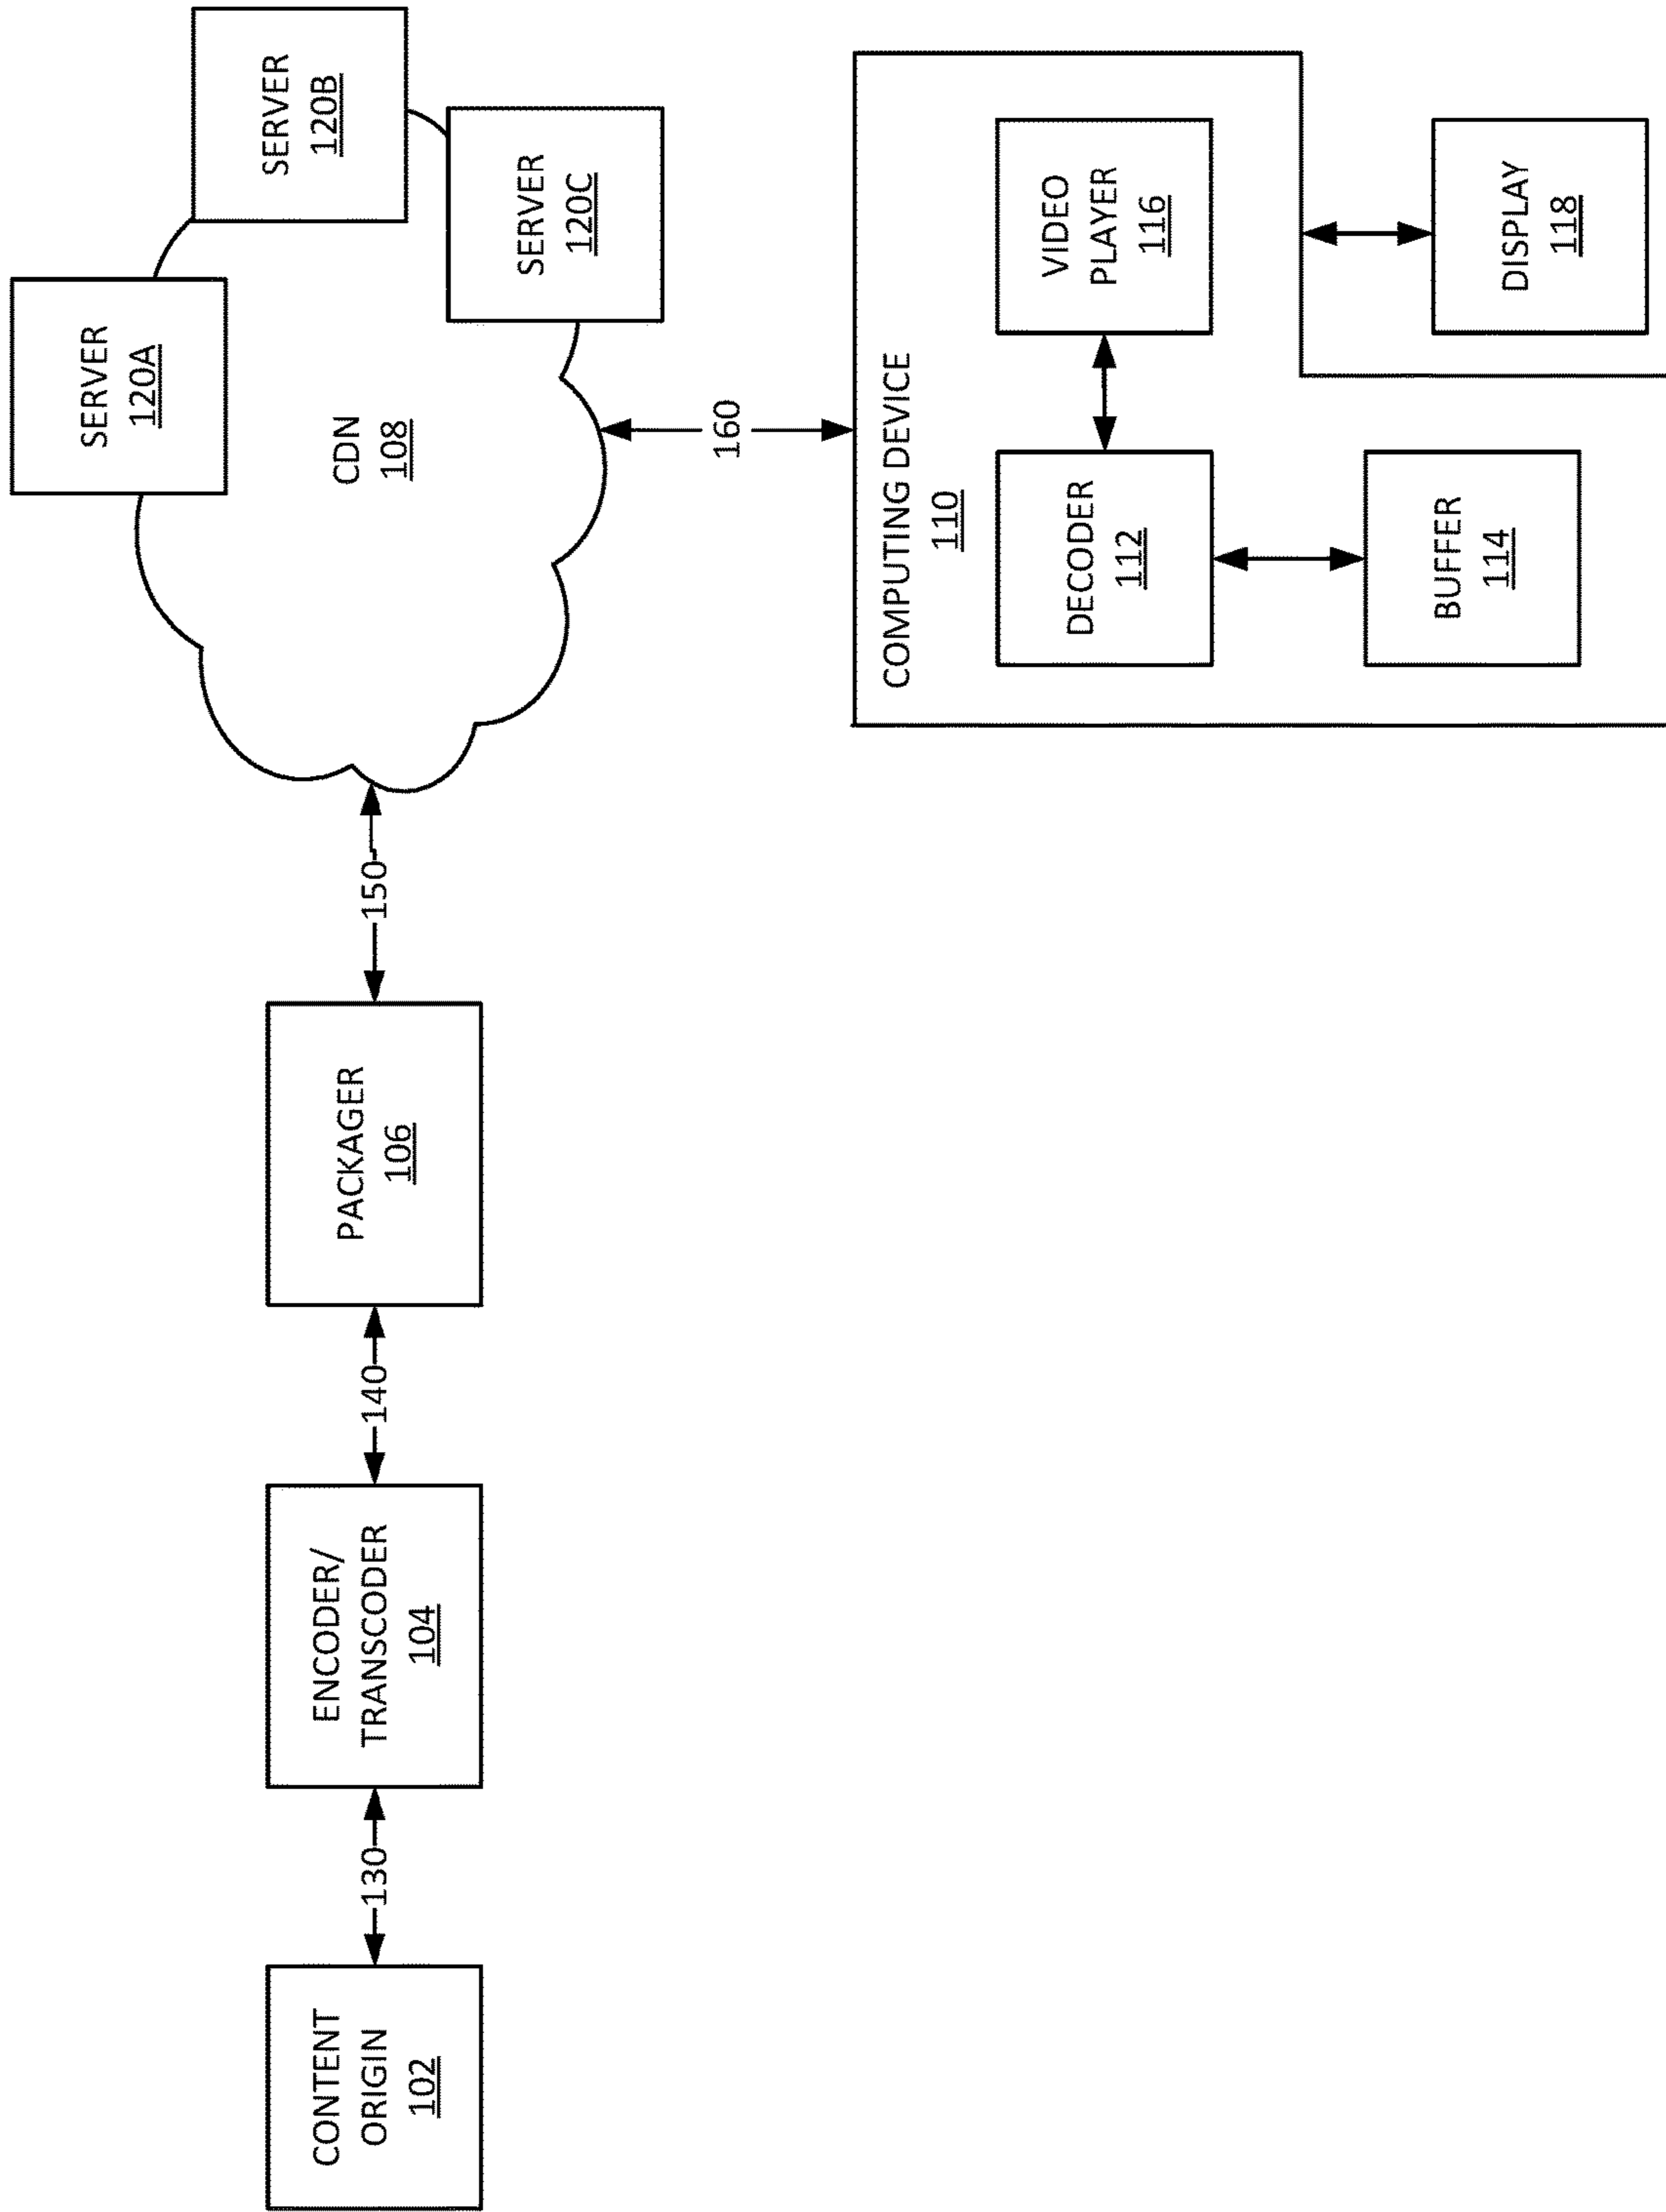 CONTENT
ORIGIN
102
130
ENCODER/
TRANSCODER
104
140
PACKAGER
106
150
CDN
108
SERVER
120A
SERVER
120B
SERVER
120C
160
COMPUTING DEVICE
110
DECODER
112
VIDEO
PLAYER
116
BUFFER
114
DISPLAY
118